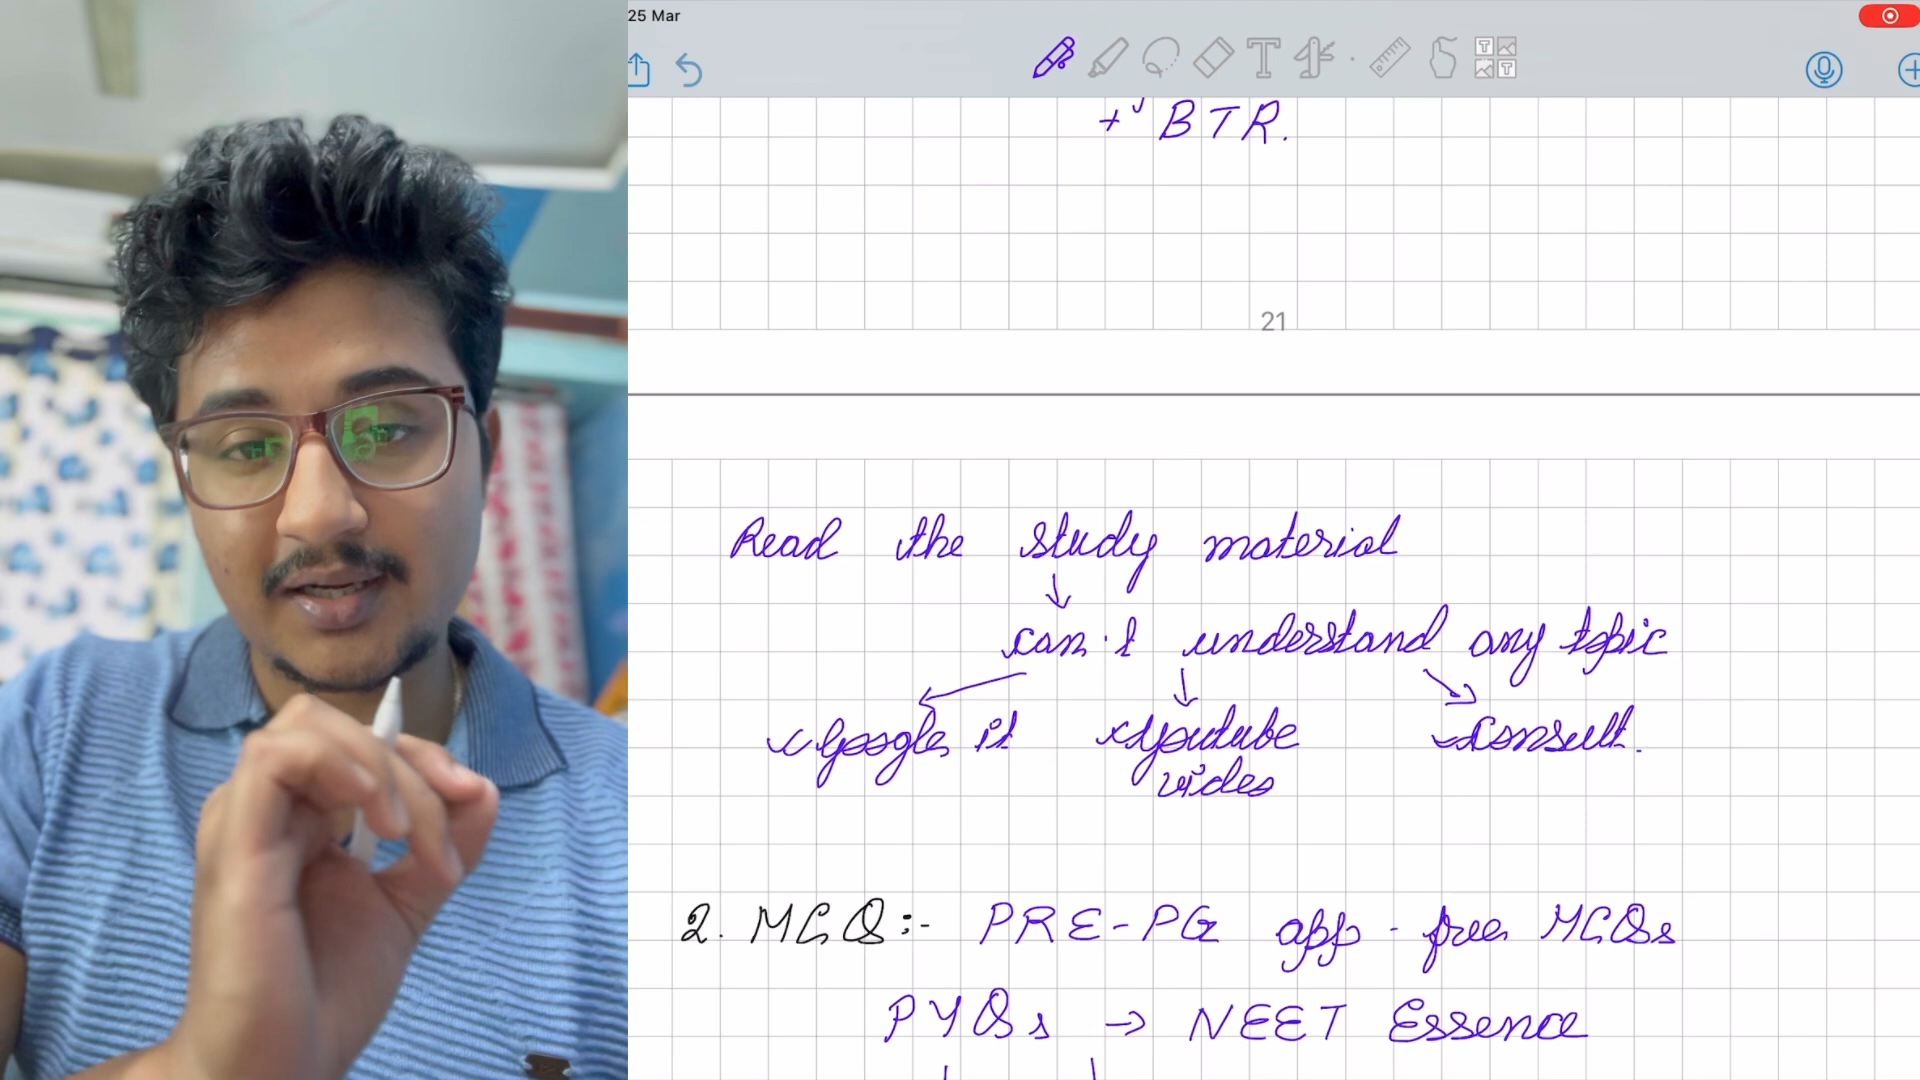 25 Mar
+ BTR.
21
Read the study material
↓
can't understand any topic
Google it Youtube Consult.
video
2. MCQ:- PRE-PG app - free MCQs
PYQs → NEET Essence